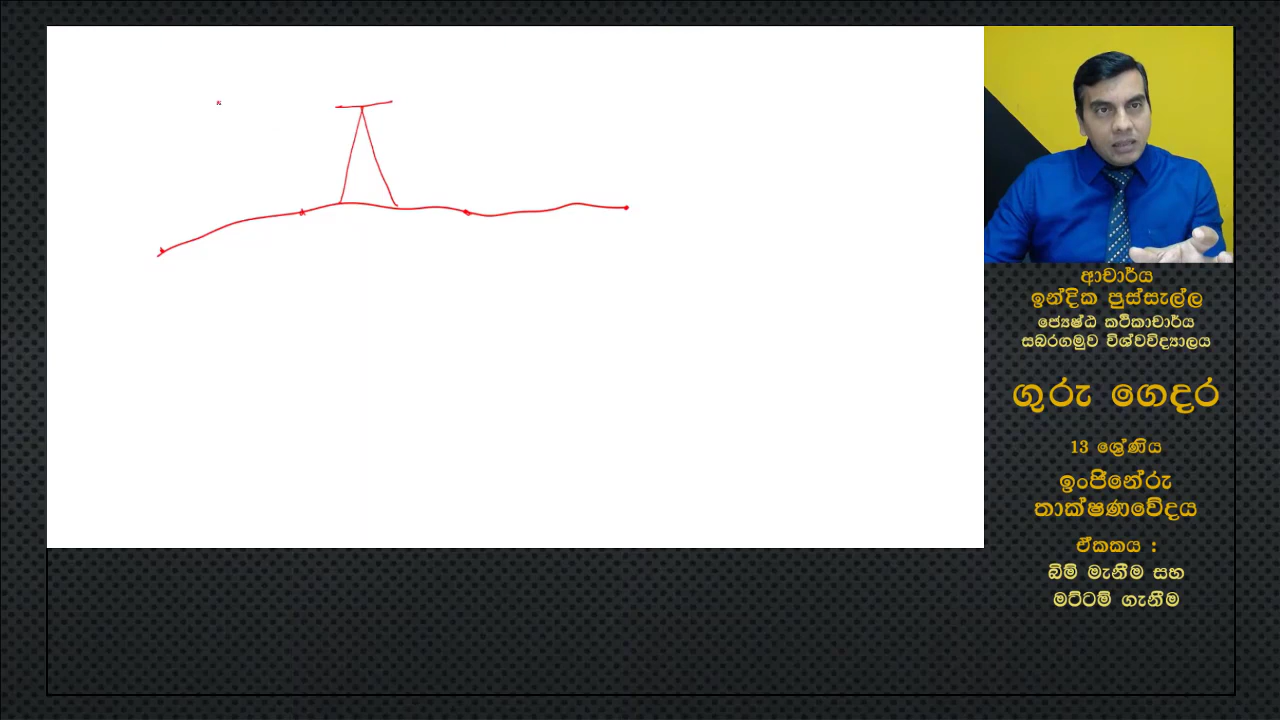 ආචාර්ය
ඉන්දික පුස්සැල්ල
ජ්‍යෙෂ්ඨ කථිකාචාර්ය
සබරගමුව විශ්වවිද්‍යාලය
ගුරු ගෙදර
13 ශ්‍රේණිය
ඉංජිනේරු
තාක්ෂණවේදය
ඒකකය :
බිම් මැනීම සහ
මට්ටම් ගැනීම